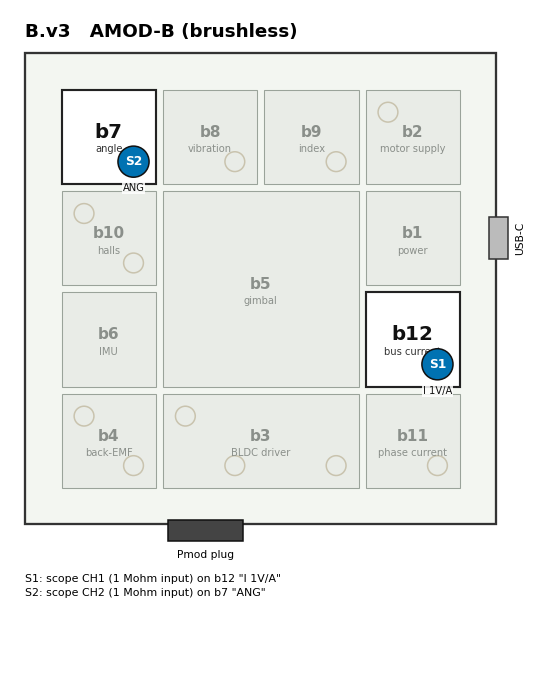 B.v3 AMOD-B (brushless)
b7
angle
S2
ANG
b8
vibration
b9
index
b2
motor supply
b10
halls
b5
gimbal
b1
power
USB-C
b6
IMU
b12
bus current
S1
I 1V/A
b4
back-EMF
b3
BLDC driver
b11
phase current
Pmod plug
S1: scope CH1 (1 Mohm input) on b12 "I 1V/A"
S2: scope CH2 (1 Mohm input) on b7 "ANG"